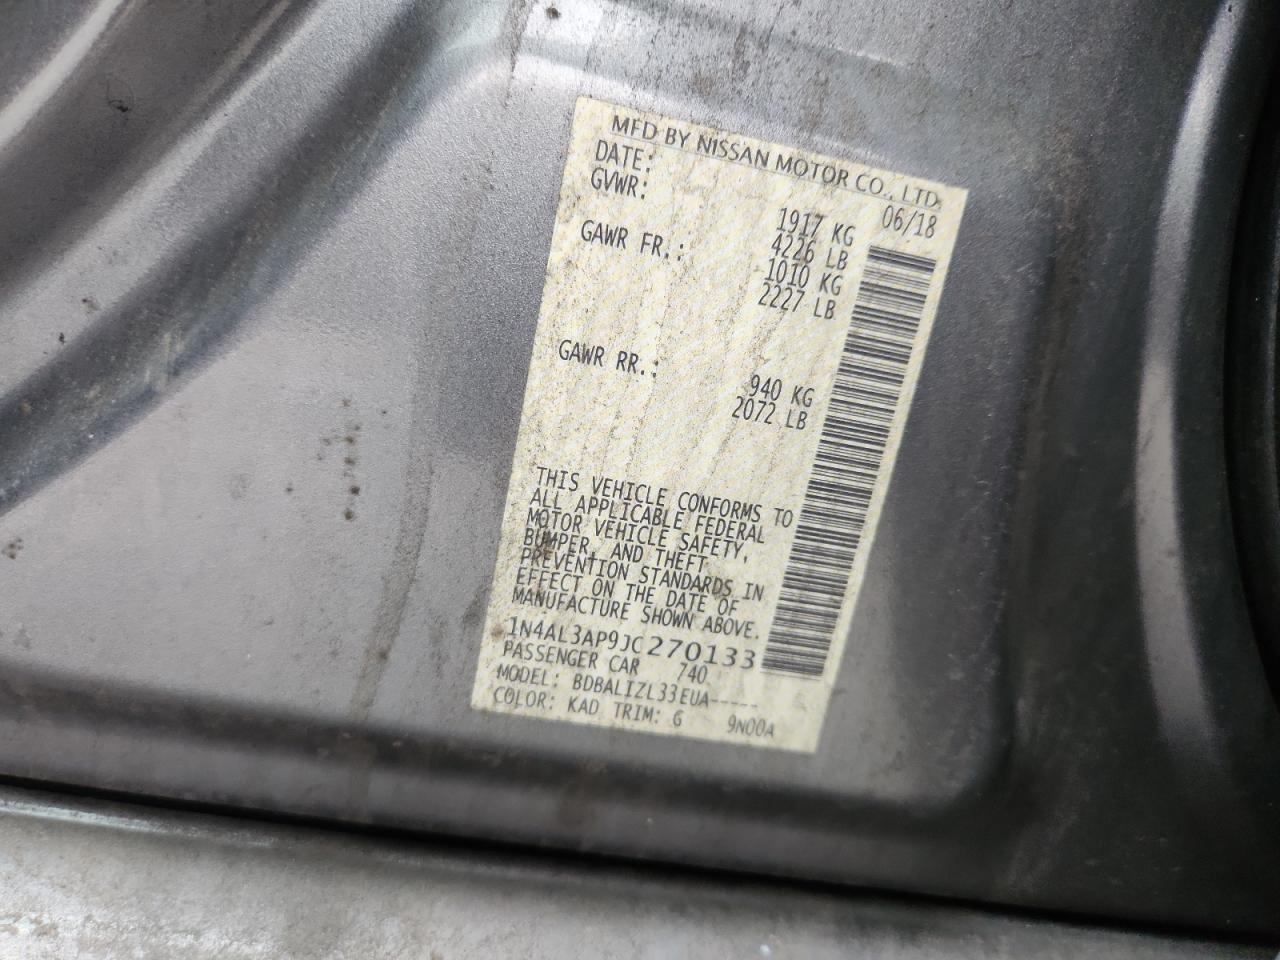 MFD BY NISSAN MOTOR CO., LTD.
DATE: 06/18
GVWR: 1917 KG
4226 LB
GAWR FR.: 1010 KG
2227 LB
GAWR RR.: 940 KG
2072 LB
THIS VEHICLE CONFORMS TO
ALL APPLICABLE FEDERAL
MOTOR VEHICLE SAFETY,
BUMPER, AND THEFT
PREVENTION STANDARDS IN
EFFECT ON THE DATE OF
MANUFACTURE SHOWN ABOVE.
1N4AL3AP9JC270133
PASSENGER CAR 740
MODEL: BDBALIZL33EUA-----
COLOR: KAD TRIM: G 9N00A